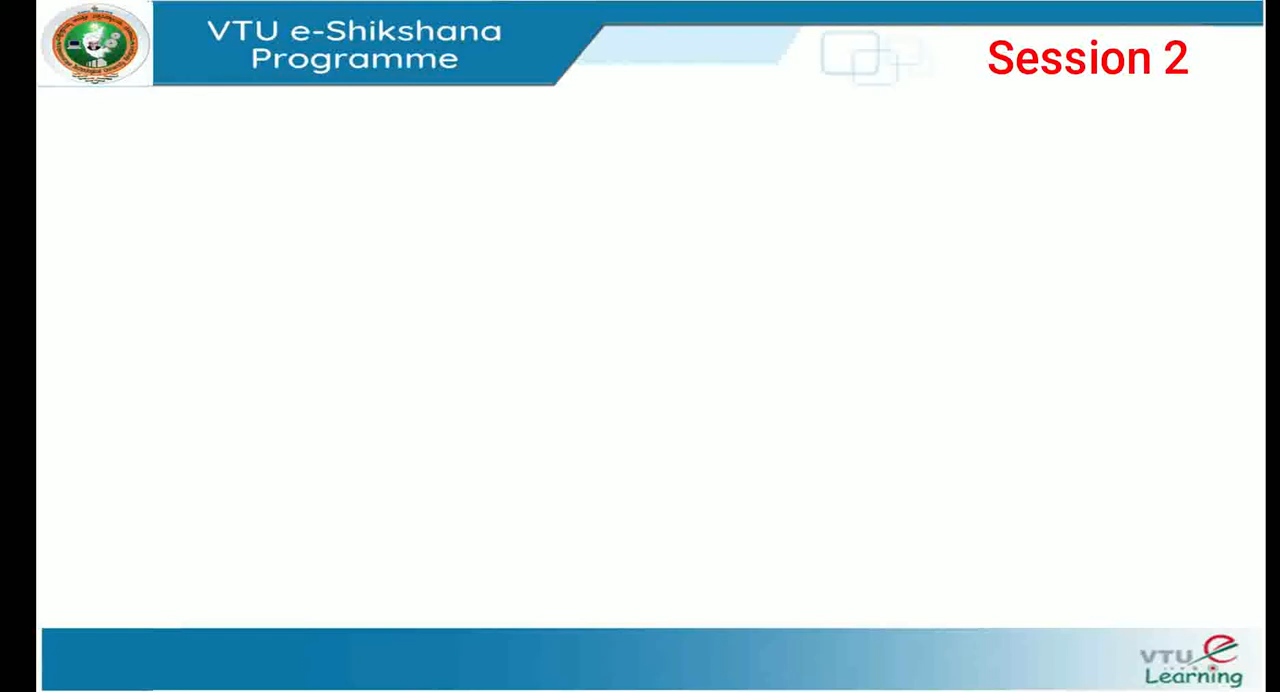 VTU e-Shikshana
Programme
Session 2
VTU e
Learning